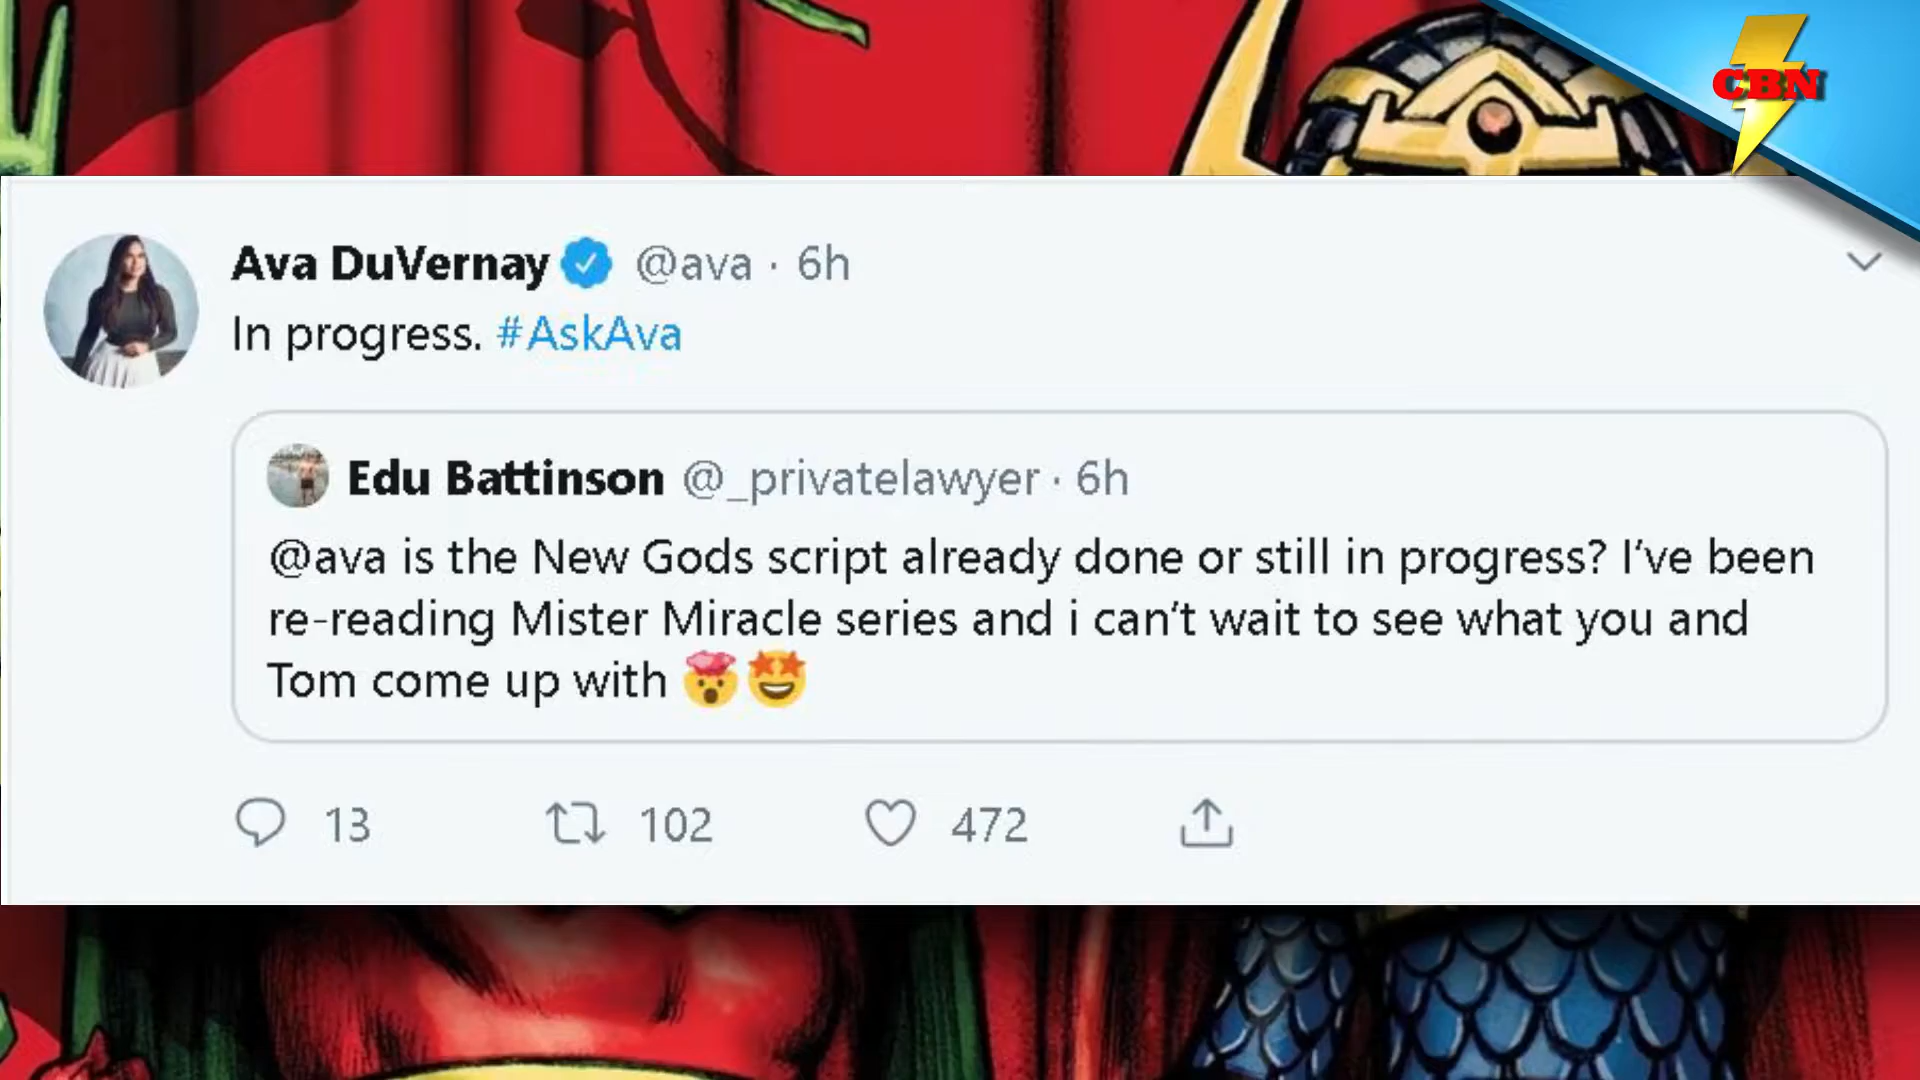 CBN
Ava DuVernay @ava · 6h
In progress. #AskAva
Edu Battinson @_privatelawyer · 6h
@ava is the New Gods script already done or still in progress? I've been
re-reading Mister Miracle series and i can't wait to see what you and
Tom come up with 🤯🤩
13 102 472